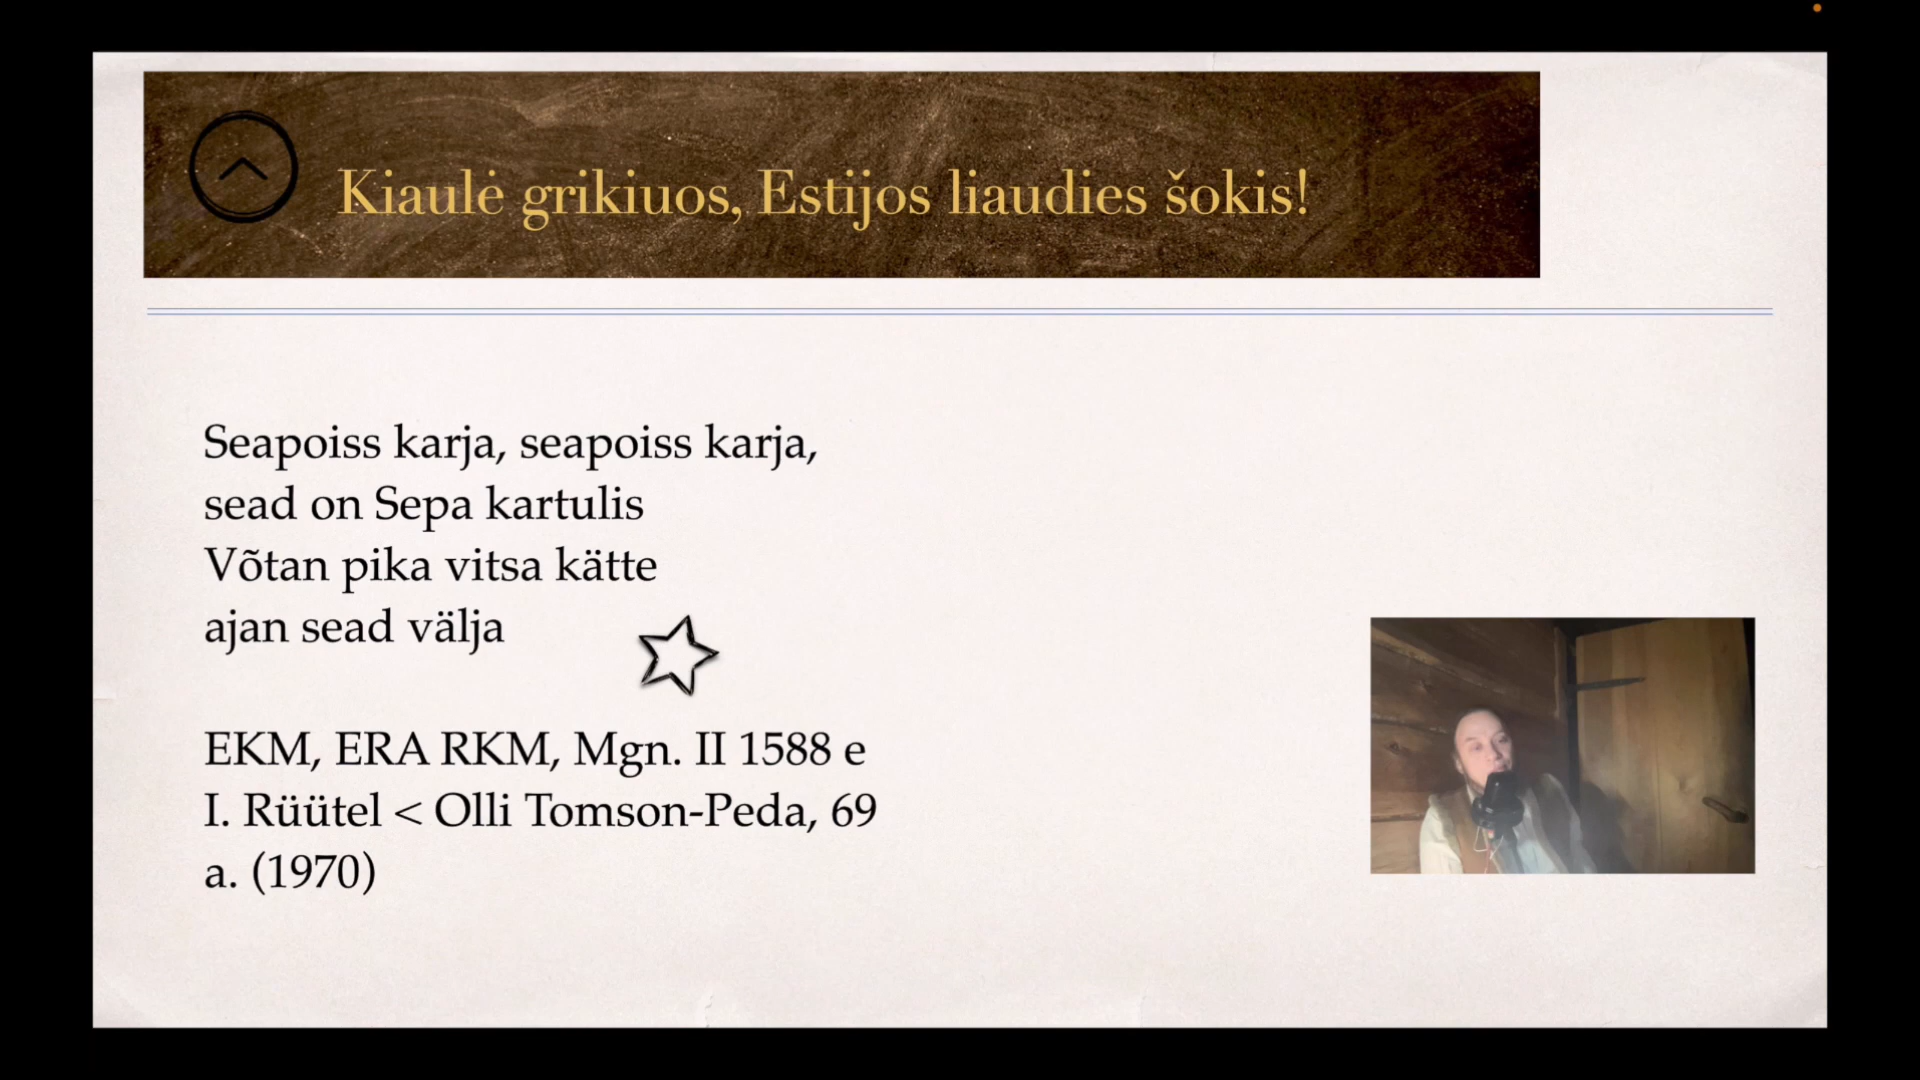 Kiaulė grikiuos, Estijos liaudies šokis!
Seapoiss karja, seapoiss karja,
sead on Sepa kartulis
Võtan pika vitsa kätte
ajan sead välja
EKM, ERA RKM, Mgn. II 1588 e
I. Rüütel < Olli Tomson-Peda, 69
a. (1970)